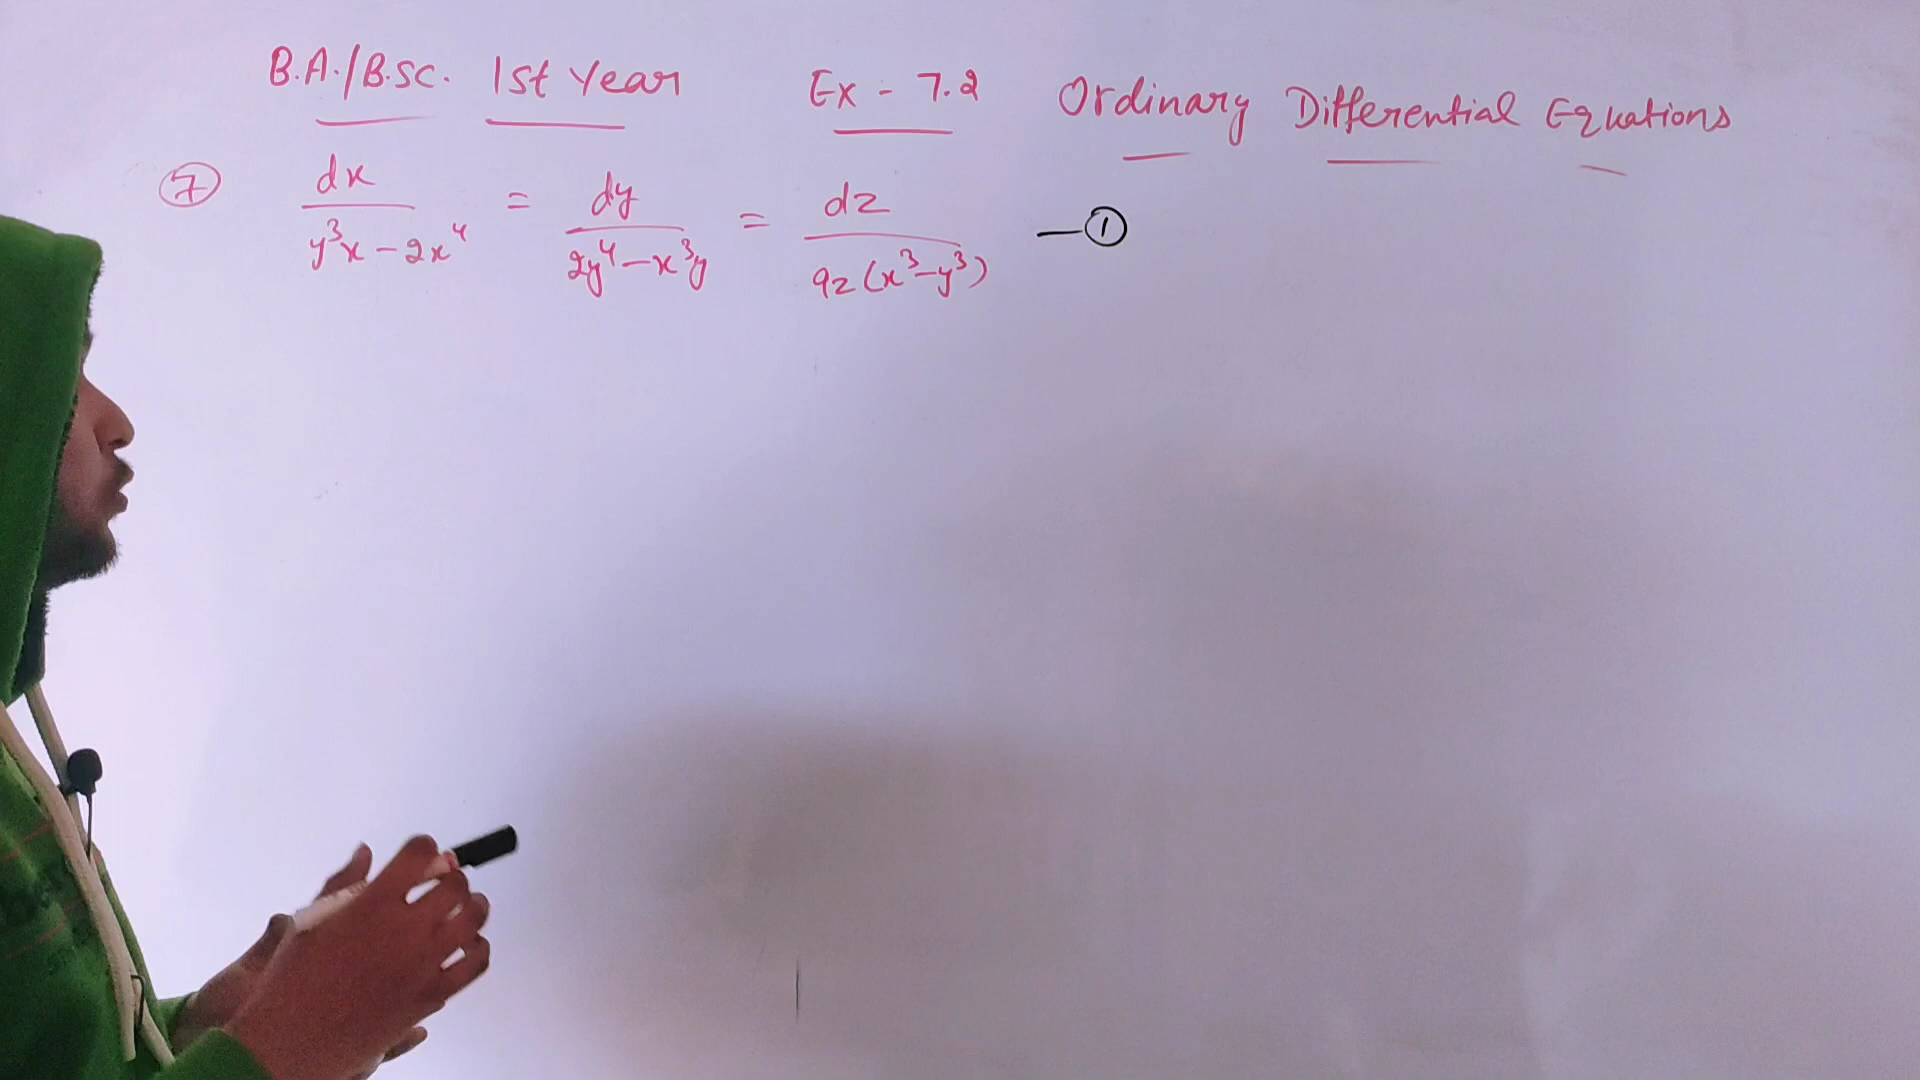 B.A./B.SC. 1st Year Ex - 7.2 Ordinary Differential Equations
⑦ dx/(y³x - 2x⁴) = dy/(2y⁴ - x³y) = dz/(9z(x³ - y³)) — ①